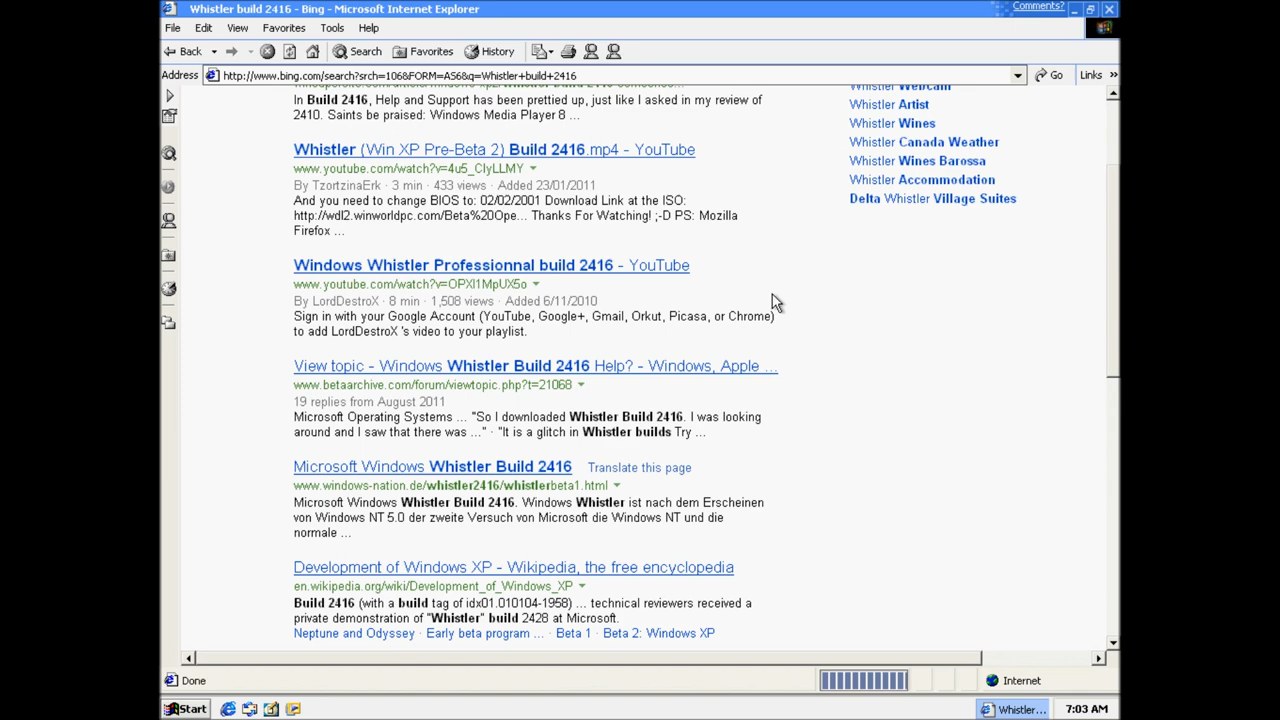 Whistler build 2416 - Bing - Microsoft Internet Explorer
Comments?
File Edit View Favorites Tools Help
Back Search Favorites History
Address http://www.bing.com/search?srch=106&FORM=AS6&q=Whistler+build+2416 Go Links »
In Build 2416, Help and Support has been prettied up, just like I asked in my review of
2410. Saints be praised: Windows Media Player 8 ...
Whistler (Win XP Pre-Beta 2) Build 2416.mp4 - YouTube
www.youtube.com/watch?v=4u5_CIyLLMY
By TzortzinaErk · 3 min · 433 views · Added 23/01/2011
And you need to change BIOS to: 02/02/2001 Download Link at the ISO:
http://wdl2.winworldpc.com/Beta%20Ope... Thanks For Watching! ;-D PS: Mozilla
Firefox ...
Windows Whistler Professionnal build 2416 - YouTube
www.youtube.com/watch?v=OPXI1MpUX5o
By LordDestroX · 8 min · 1,508 views · Added 6/11/2010
Sign in with your Google Account (YouTube, Google+, Gmail, Orkut, Picasa, or Chrome)
to add LordDestroX 's video to your playlist.
View topic - Windows Whistler Build 2416 Help? - Windows, Apple ...
www.betaarchive.com/forum/viewtopic.php?t=21068
19 replies from August 2011
Microsoft Operating Systems ... "So I downloaded Whistler Build 2416. I was looking
around and I saw that there was ..." · "It is a glitch in Whistler builds Try ...
Microsoft Windows Whistler Build 2416 Translate this page
www.windows-nation.de/whistler2416/whistlerbeta1.html
Microsoft Windows Whistler Build 2416. Windows Whistler ist nach dem Erscheinen
von Windows NT 5.0 der zweite Versuch von Microsoft die Windows NT und die
normale ...
Development of Windows XP - Wikipedia, the free encyclopedia
en.wikipedia.org/wiki/Development_of_Windows_XP
Build 2416 (with a build tag of idx01.010104-1958) ... technical reviewers received a
private demonstration of "Whistler" build 2428 at Microsoft.
Neptune and Odyssey · Early beta program ... · Beta 1 · Beta 2: Windows XP
Whistler Webcam
Whistler Artist
Whistler Wines
Whistler Canada Weather
Whistler Wines Barossa
Whistler Accommodation
Delta Whistler Village Suites
Done Internet
Start Whistler... 7:03 AM